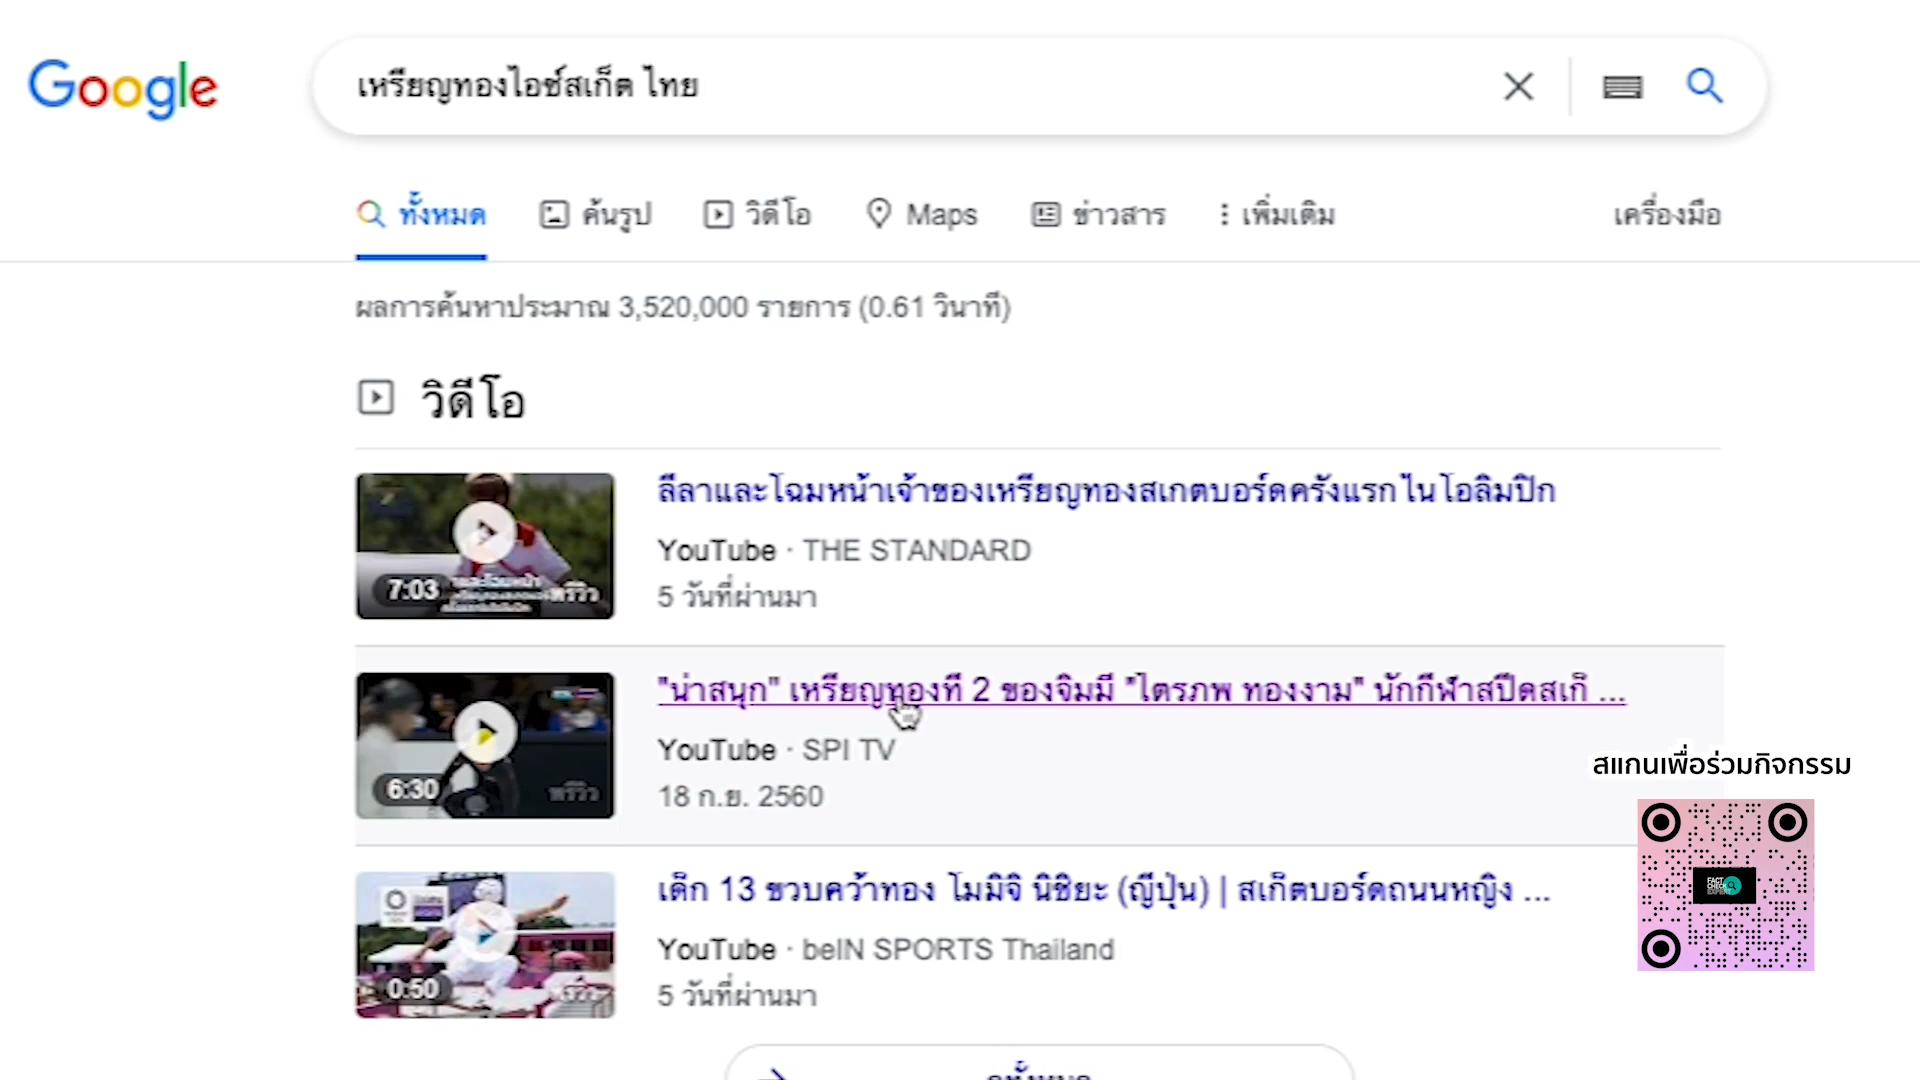 Google
เหรียญทองไอซ์สเก็ต ไทย
ทั้งหมด
ค้นรูป
วิดีโอ
Maps
ข่าวสาร
เพิ่มเติม
เครื่องมือ
ผลการค้นหาประมาณ 3,520,000 รายการ (0.61 วินาที)
วิดีโอ
ลีลาและโฉมหน้าเจ้าของเหรียญทองสเกตบอร์ดครั้งแรกในโอลิมปิก
YouTube · THE STANDARD
7:03
พรีวิว
5 วันที่ผ่านมา
"น่าสนุก" เหรียญทองที่ 2 ของจิมมี่ "ไตรภพ ทองงาม" นักกีฬาสปีดสเก็ ...
YouTube · SPI TV
6:30
พรีวิว
18 ก.ย. 2560
สแกนเพื่อร่วมกิจกรรม
FACT
CHECK
เด็ก 13 ขวบคว้าทอง โมมิจิ นิชิยะ (ญี่ปุ่น) | สเก็ตบอร์ดถนนหญิง ...
YouTube · beIN SPORTS Thailand
0:50
พรีวิว
5 วันที่ผ่านมา